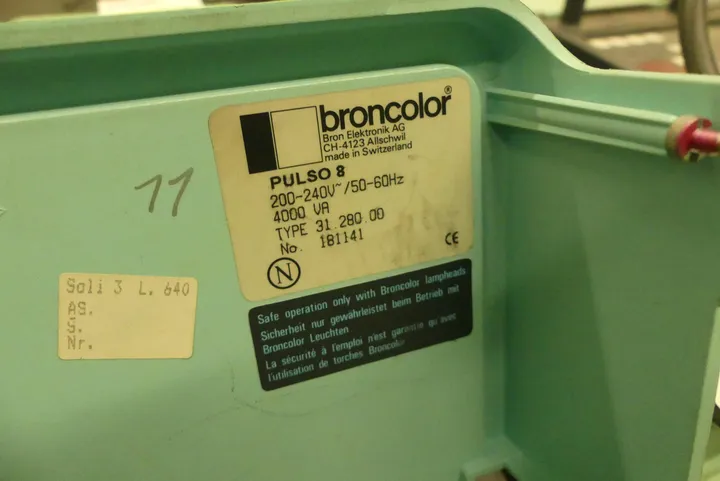 broncolor®
Bron Elektronik AG
CH-4123 Allschwil
made in Switzerland
PULSO 8
200-240V~/50-60Hz
4000 VA
TYPE 31.280.00
No. 181141
N
CE
11
Soli 3 L. 640
AS.
S.
Nr.
Safe operation only with Broncolor lampheads
Sicherheit nur gewährleistet beim Betrieb mit
Broncolor Leuchten
La sécurité à l'emploi n'est garantie qu'avec
l'utilisation de torches Broncolor